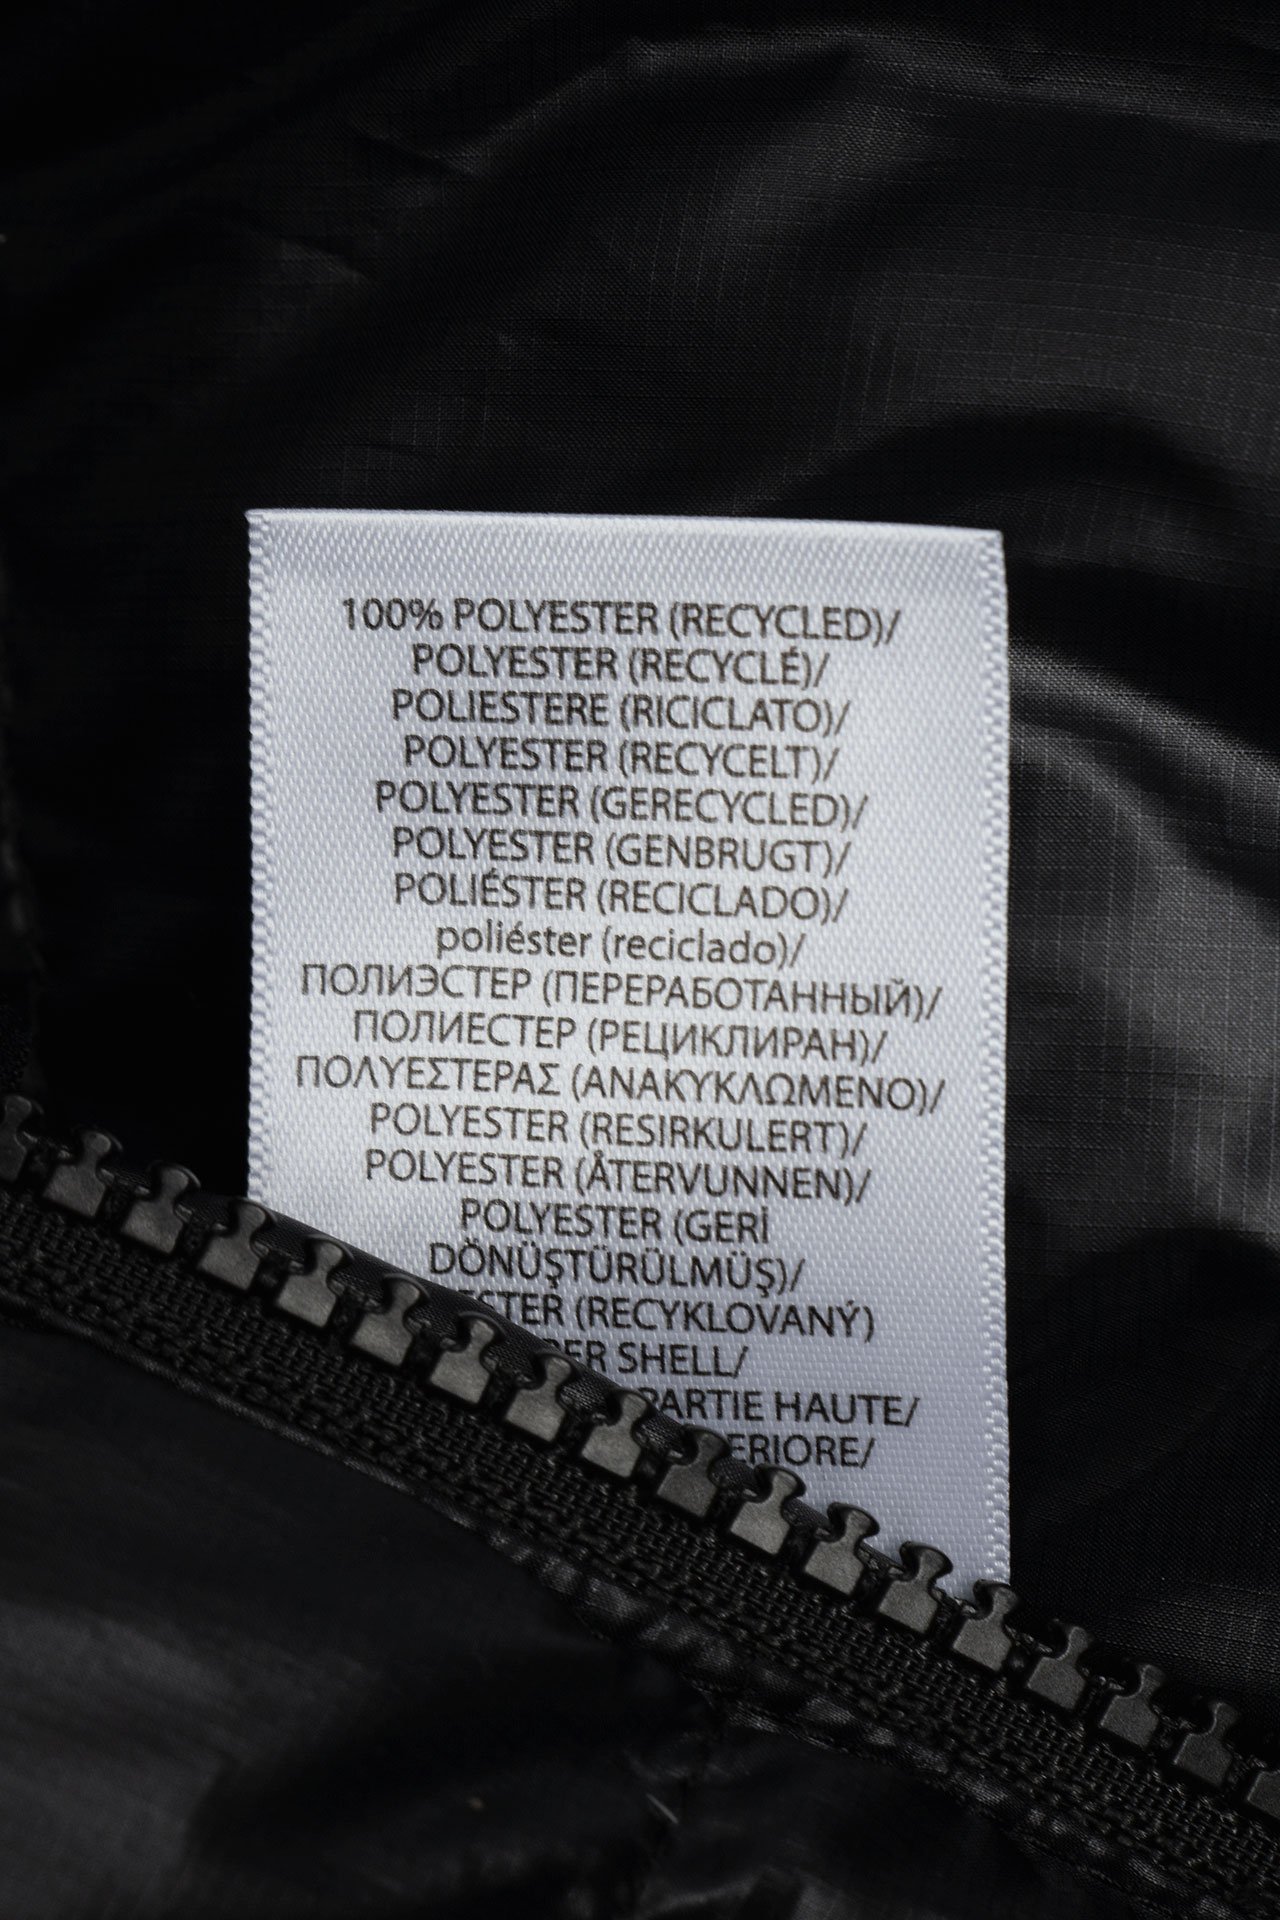 100% POLYESTER (RECYCLED)/
POLYESTER (RECYCLÉ)/
POLIESTERE (RICICLATO)/
POLYESTER (RECYCELT)/
POLYESTER (GERECYCLED)/
POLYESTER (GENBRUGT)/
POLIÉSTER (RECICLADO)/
poliéster (reciclado)/
ПОЛИЭСТЕР (ПЕРЕРАБОТАННЫЙ)/
ПОЛИЕСТЕР (РЕЦИКЛИРАН)/
ΠΟΛΥΕΣΤΕΡΑΣ (ΑΝΑΚΥΚΛΩΜΕΝΟ)/
POLYESTER (RESIRKULERT)/
POLYESTER (ÅTERVUNNEN)/
POLYESTER (GERİ
DÖNÜŞTÜRÜLMÜŞ)/
(RECYKLOVANÝ)
SHELL/
PARTIE HAUTE/